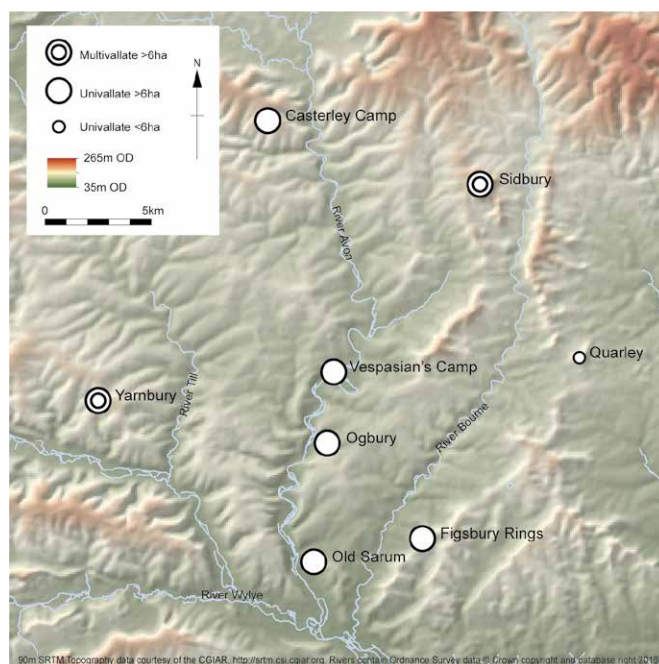 Multivallate >6ha
Univallate >6ha
Univallate <6ha
265m OD
35m OD
0 5km
N
Casterley Camp
Sidbury
River Avon
Vespasian's Camp
Quarley
Yarnbury
River Till
Ogbury
River Bourne
Figsbury Rings
Old Sarum
River Wylye
90m SRTM Topography data courtesy of the CGIAR, http://srtm.csi.cgiar.org. Rivers contain Ordnance Survey data © Crown copyright and database right 2018